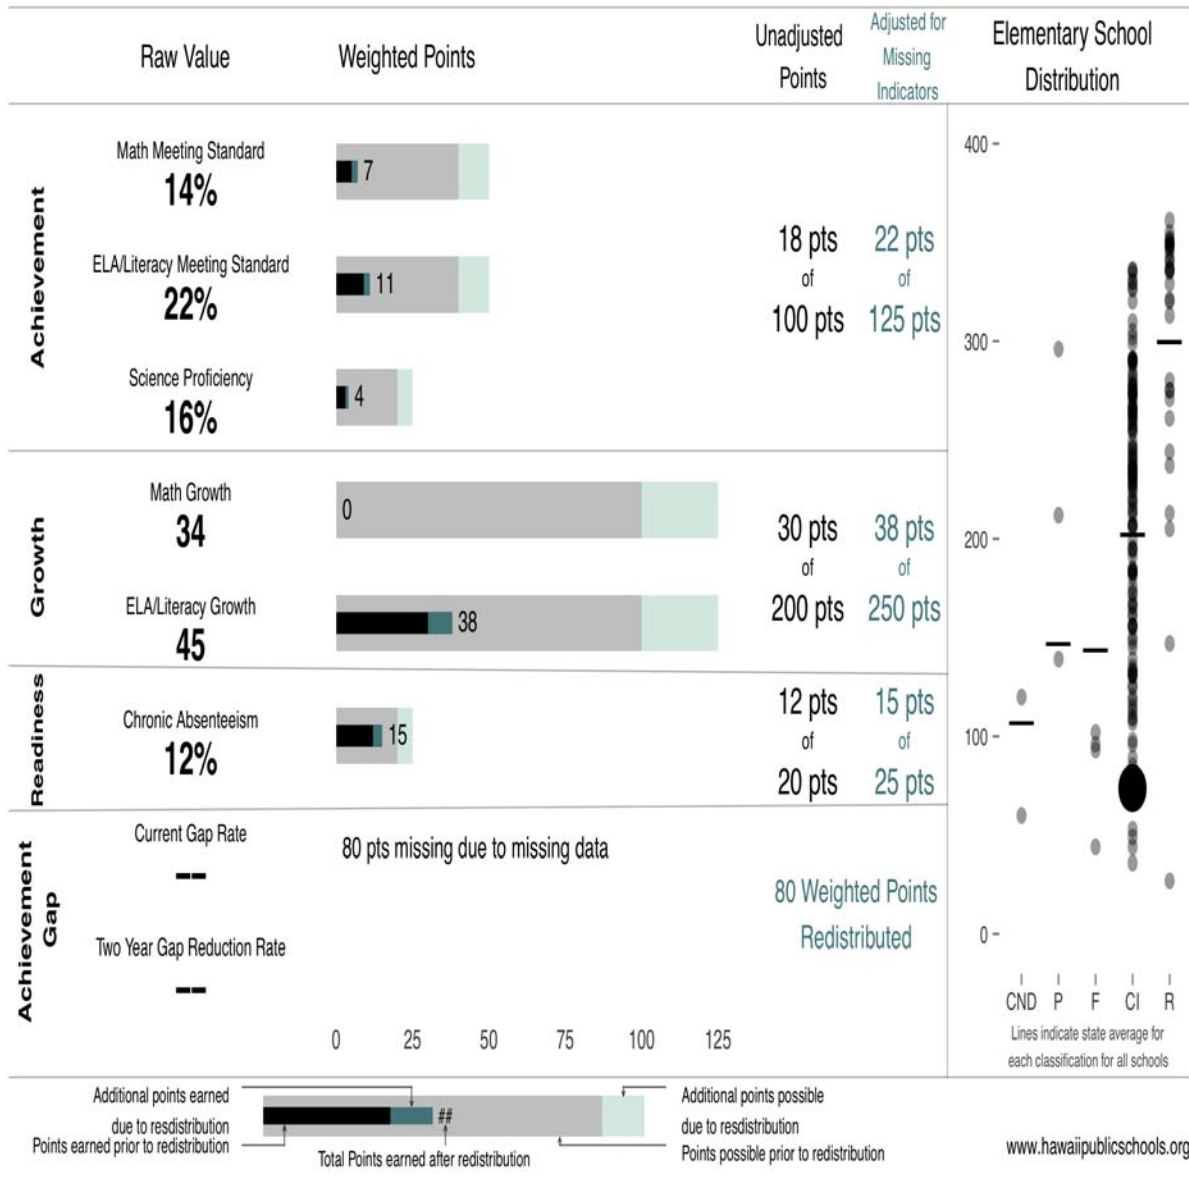 Raw Value
Weighted Points
Unadjusted
Points
Adjusted for
Missing
Indicators
Elementary School
Distribution
Achievement
Math Meeting Standard
14%
7
ELA/Literacy Meeting Standard
22%
11
Science Proficiency
16%
4
18 pts
of
100 pts
22 pts
of
125 pts
Growth
Math Growth
34
0
ELA/Literacy Growth
45
38
30 pts
of
200 pts
38 pts
of
250 pts
Readiness
Chronic Absenteeism
12%
15
12 pts
of
20 pts
15 pts
of
25 pts
Achievement
Gap
Current Gap Rate
--
80 pts missing due to missing data
Two Year Gap Reduction Rate
--
80 Weighted Points
Redistributed
0 25 50 75 100 125
400
300
200
100
0
CND P F CI R
Lines indicate state average for
each classification for all schools
Additional points earned
due to resdistribution
Points earned prior to redistribution
##
Total Points earned after redistribution
Additional points possible
due to resdistribution
Points possible prior to redistribution
www.hawaiipublicschools.org